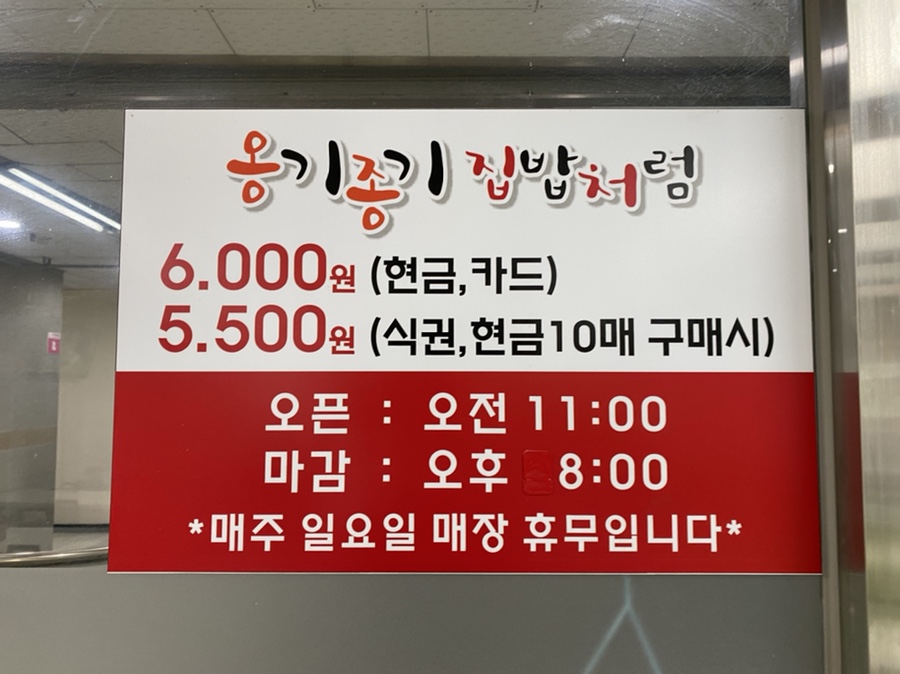 옹기종기 집밥처럼
6.000원 (현금,카드)
5.500원 (식권,현금10매 구매시)
오픈 : 오전 11:00
마감 : 오후 8:00
*매주 일요일 매장 휴무입니다*